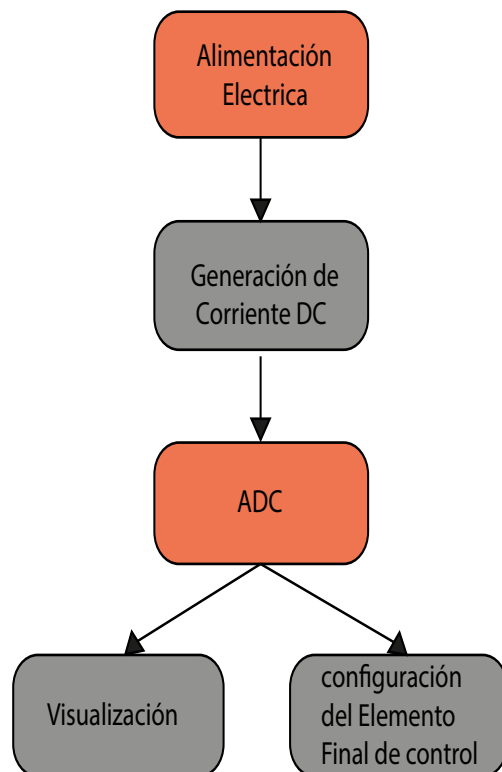 Alimentación
Electrica
Generación de
Corriente DC
ADC
Visualización
configuración
del Elemento
Final de control